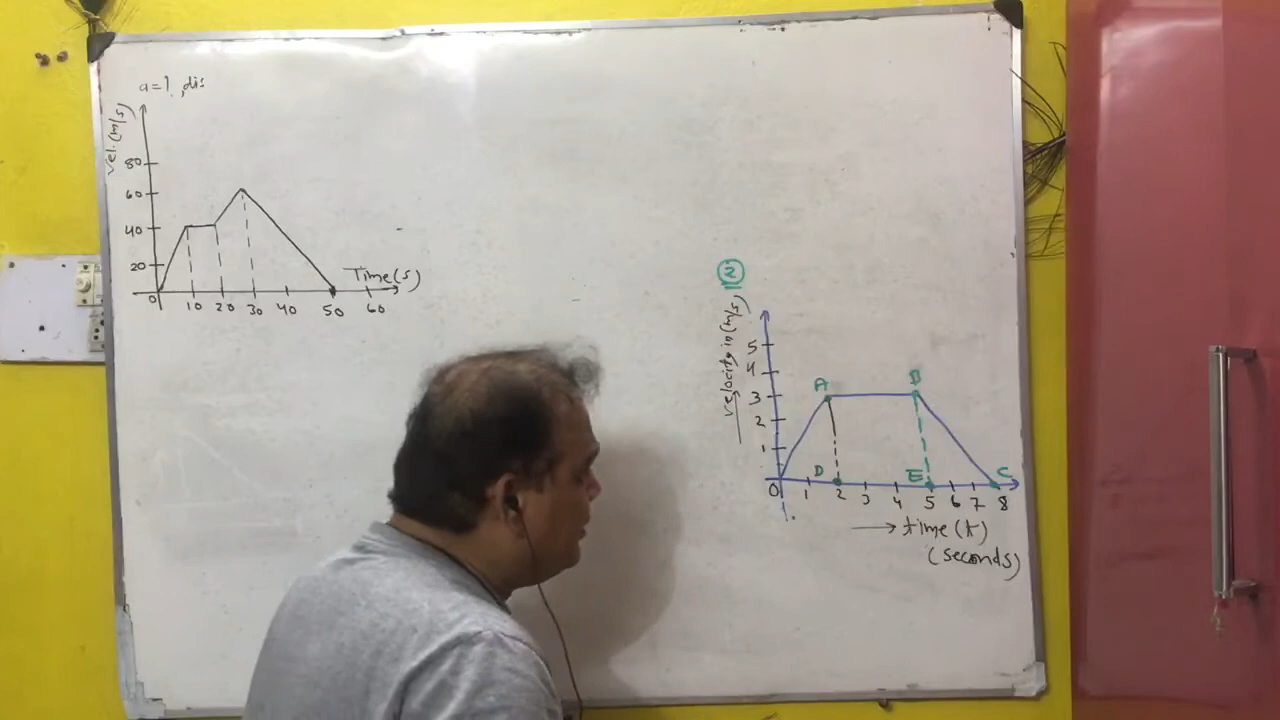 a=?, dis
Vel.(m/s)
80
60
40
20
0 10 20 30 40 50 60
Time(s)
②
velocity in (m/s)
5
4
3
2
1
A B
D E C
0 1 2 3 4 5 6 7 8
→ time (t)
(seconds)